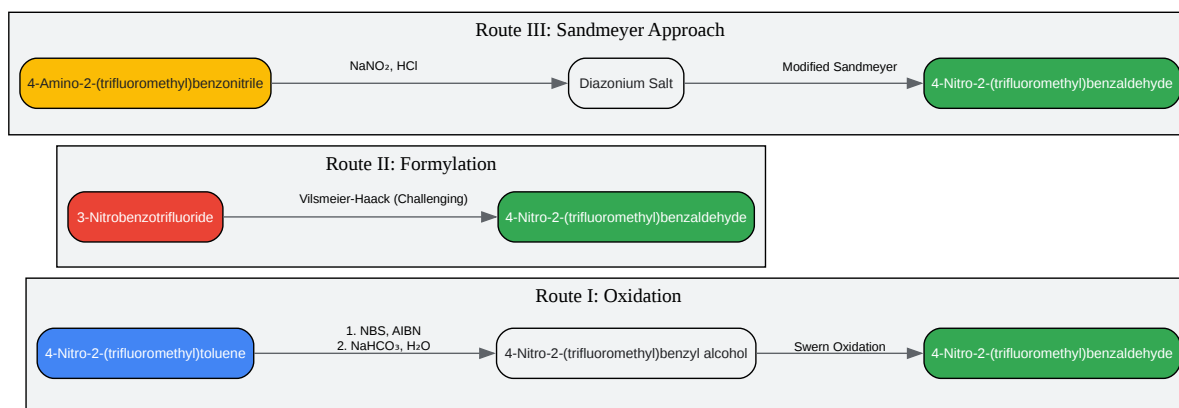 Route III: Sandmeyer Approach
4-Amino-2-(trifluoromethyl)benzonitrile
NaNO₂, HCl
Diazonium Salt
Modified Sandmeyer
4-Nitro-2-(trifluoromethyl)benzaldehyde
Route II: Formylation
3-Nitrobenzotrifluoride
Vilsmeier-Haack (Challenging)
4-Nitro-2-(trifluoromethyl)benzaldehyde
Route I: Oxidation
4-Nitro-2-(trifluoromethyl)toluene
1. NBS, AIBN
2. NaHCO₃, H₂O
4-Nitro-2-(trifluoromethyl)benzyl alcohol
Swern Oxidation
4-Nitro-2-(trifluoromethyl)benzaldehyde